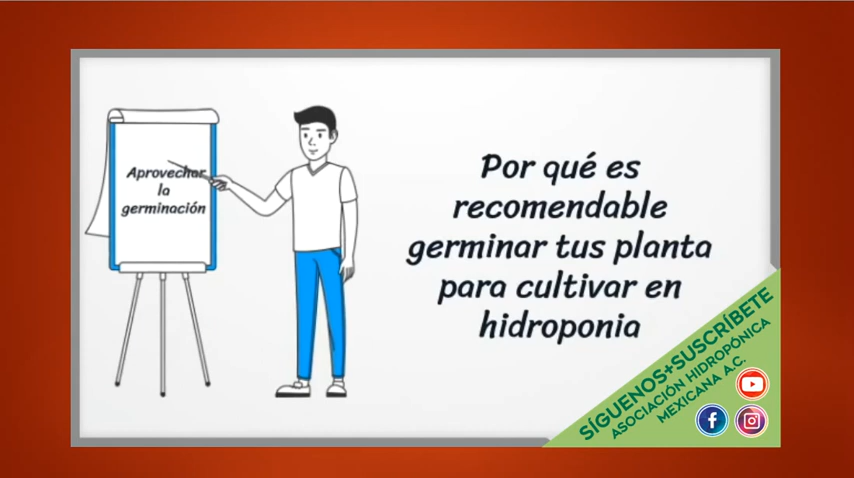 Aprovechar
la
germinación
Por qué es
recomendable
germinar tus planta
para cultivar en
hidroponia
SÍGUENOS+SUSCRÍBETE
ASOCIACIÓN HIDROPÓNICA
MEXICANA A.C.